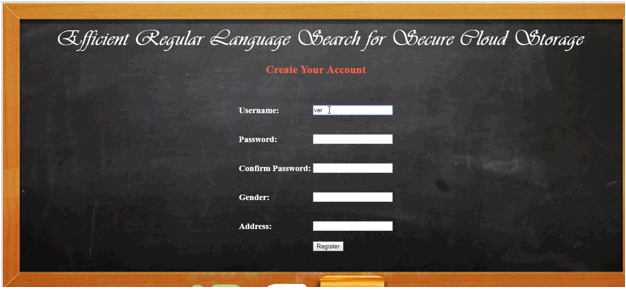 Efficient Regular Language Search for Secure Cloud Storage
Create Your Account
Username: ver
Password:
Confirm Password:
Gender:
Address:
Register